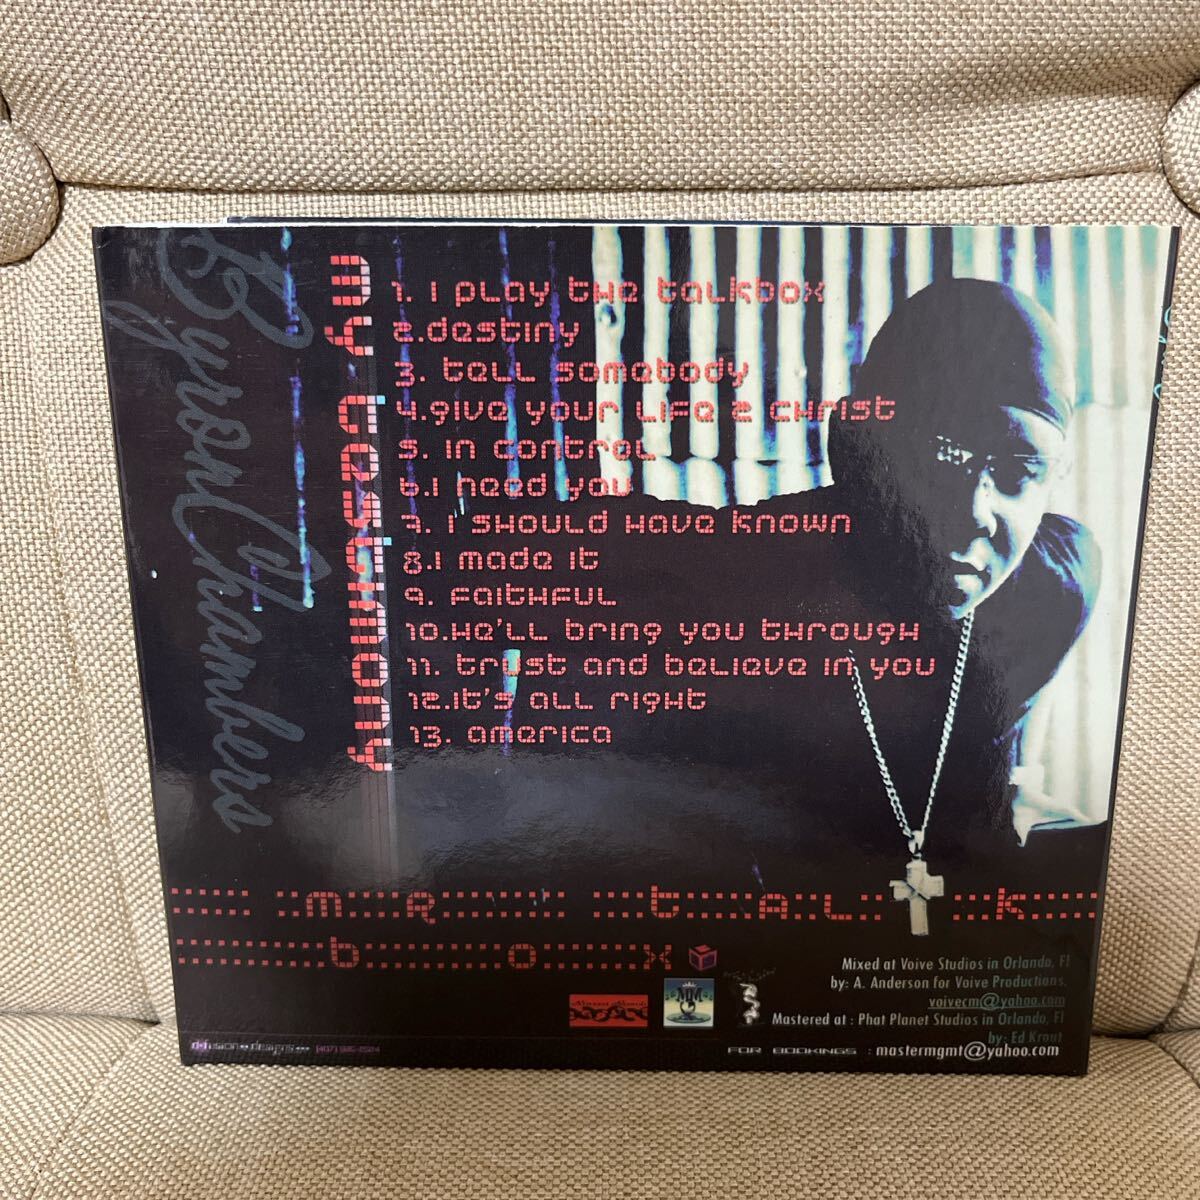 Byron Chambers
my testimony
1. I play the talkbox
2.destiny
3. tell somebody
4.give your life 2 christ
5. in control
6.I need you
7. I should have known
8.I made it
9. faithful
10.he'll bring you through
11. trust and believe in you
12.it's all right
13. america
:::::: ::m::::R:::::::::: ::::t:::::A::L:: :::k::::::
::::::::::::b:::::::::::o:::::::::x
Mixed at Voive Studios in Orlando, Fl
by: A. Anderson for Voive Productions.
voivecm@yahoo.com
Mastered at : Phat Planet Studios in Orlando, Fl
by: Ed Krout
FOR BOOKINGS : mastermgmt@yahoo.com
MMG